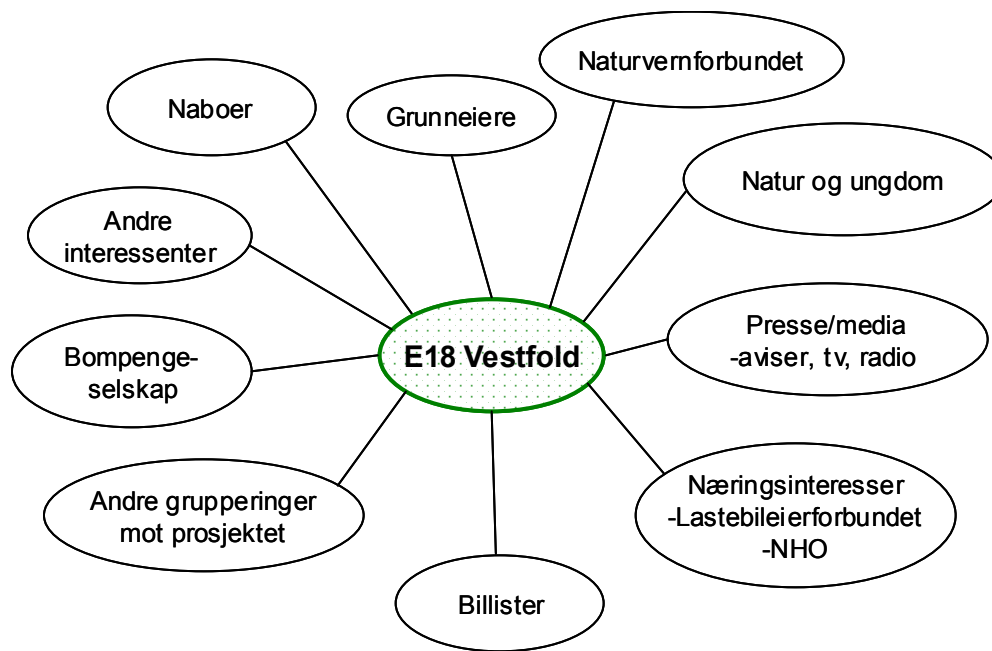 Naturvernforbundet
Naboer
Grunneiere
Natur og ungdom
Andre
interessenter
Presse/media
-aviser, tv, radio
E18 Vestfold
Bompenge-
selskap
Næringsinteresser
-Lastebileierforbundet
-NHO
Andre grupperinger
mot prosjektet
Billister